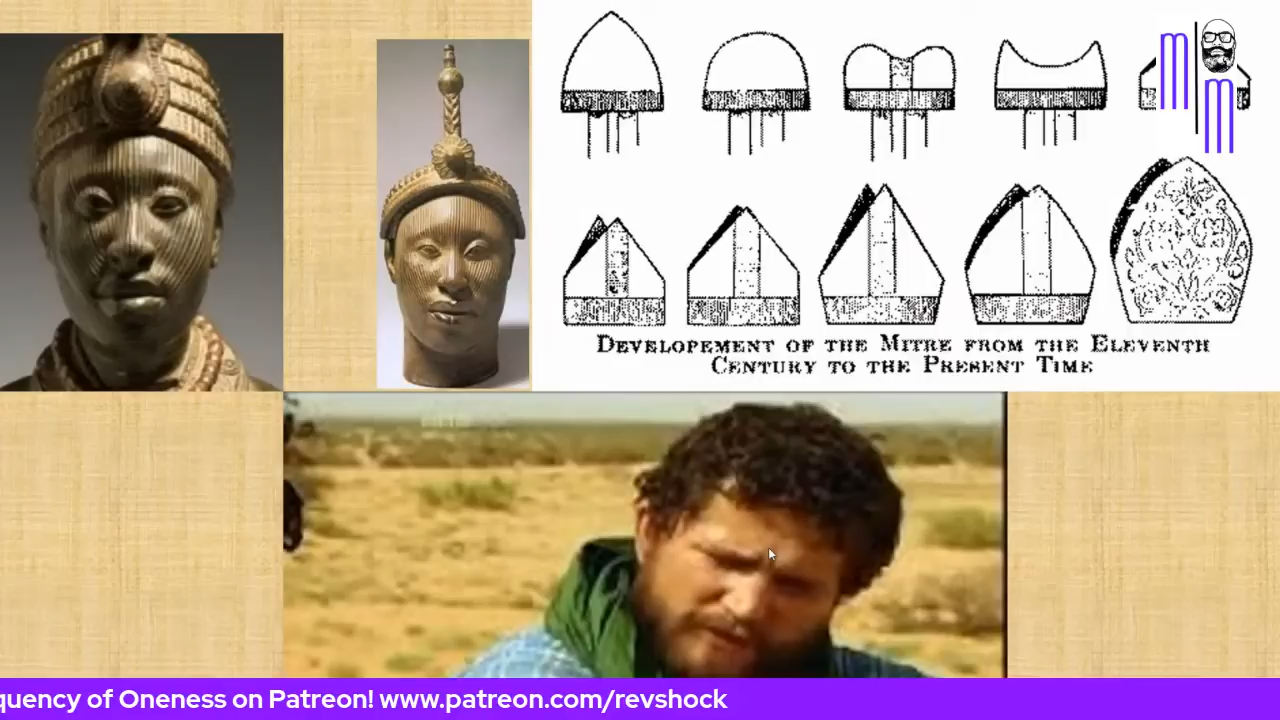 DEVELOPEMENT OF THE MITRE FROM THE ELEVENTH
CENTURY TO THE PRESENT TIME
quency of Oneness on Patreon! www.patreon.com/revshock